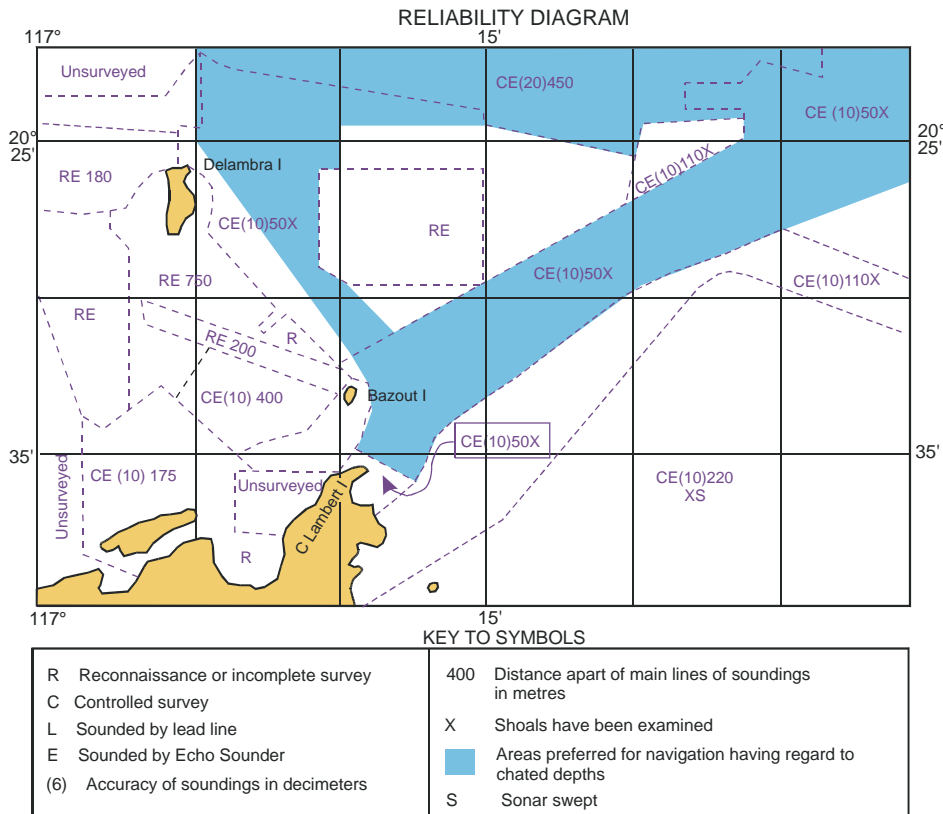 RELIABILITY DIAGRAM
117° 15'
Unsurveyed
CE(20)450
CE (10)50X
20° 25'
20° 25'
Delambra I
RE 180
CE(10)110X
CE(10)50X
RE
CE(10)50X
CE(10)110X
RE 750
RE
R
RE 200
CE(10) 400
Bazout I
CE(10)50X
35'
35'
CE (10) 175
Unsurveyed
Unsurveyed
CE(10)220
XS
C Lambert I
R
117° 15'
KEY TO SYMBOLS
R Reconnaissance or incomplete survey
C Controlled survey
L Sounded by lead line
E Sounded by Echo Sounder
(6) Accuracy of soundings in decimeters
400 Distance apart of main lines of soundings
in metres
X Shoals have been examined
Areas preferred for navigation having regard to
chated depths
S Sonar swept